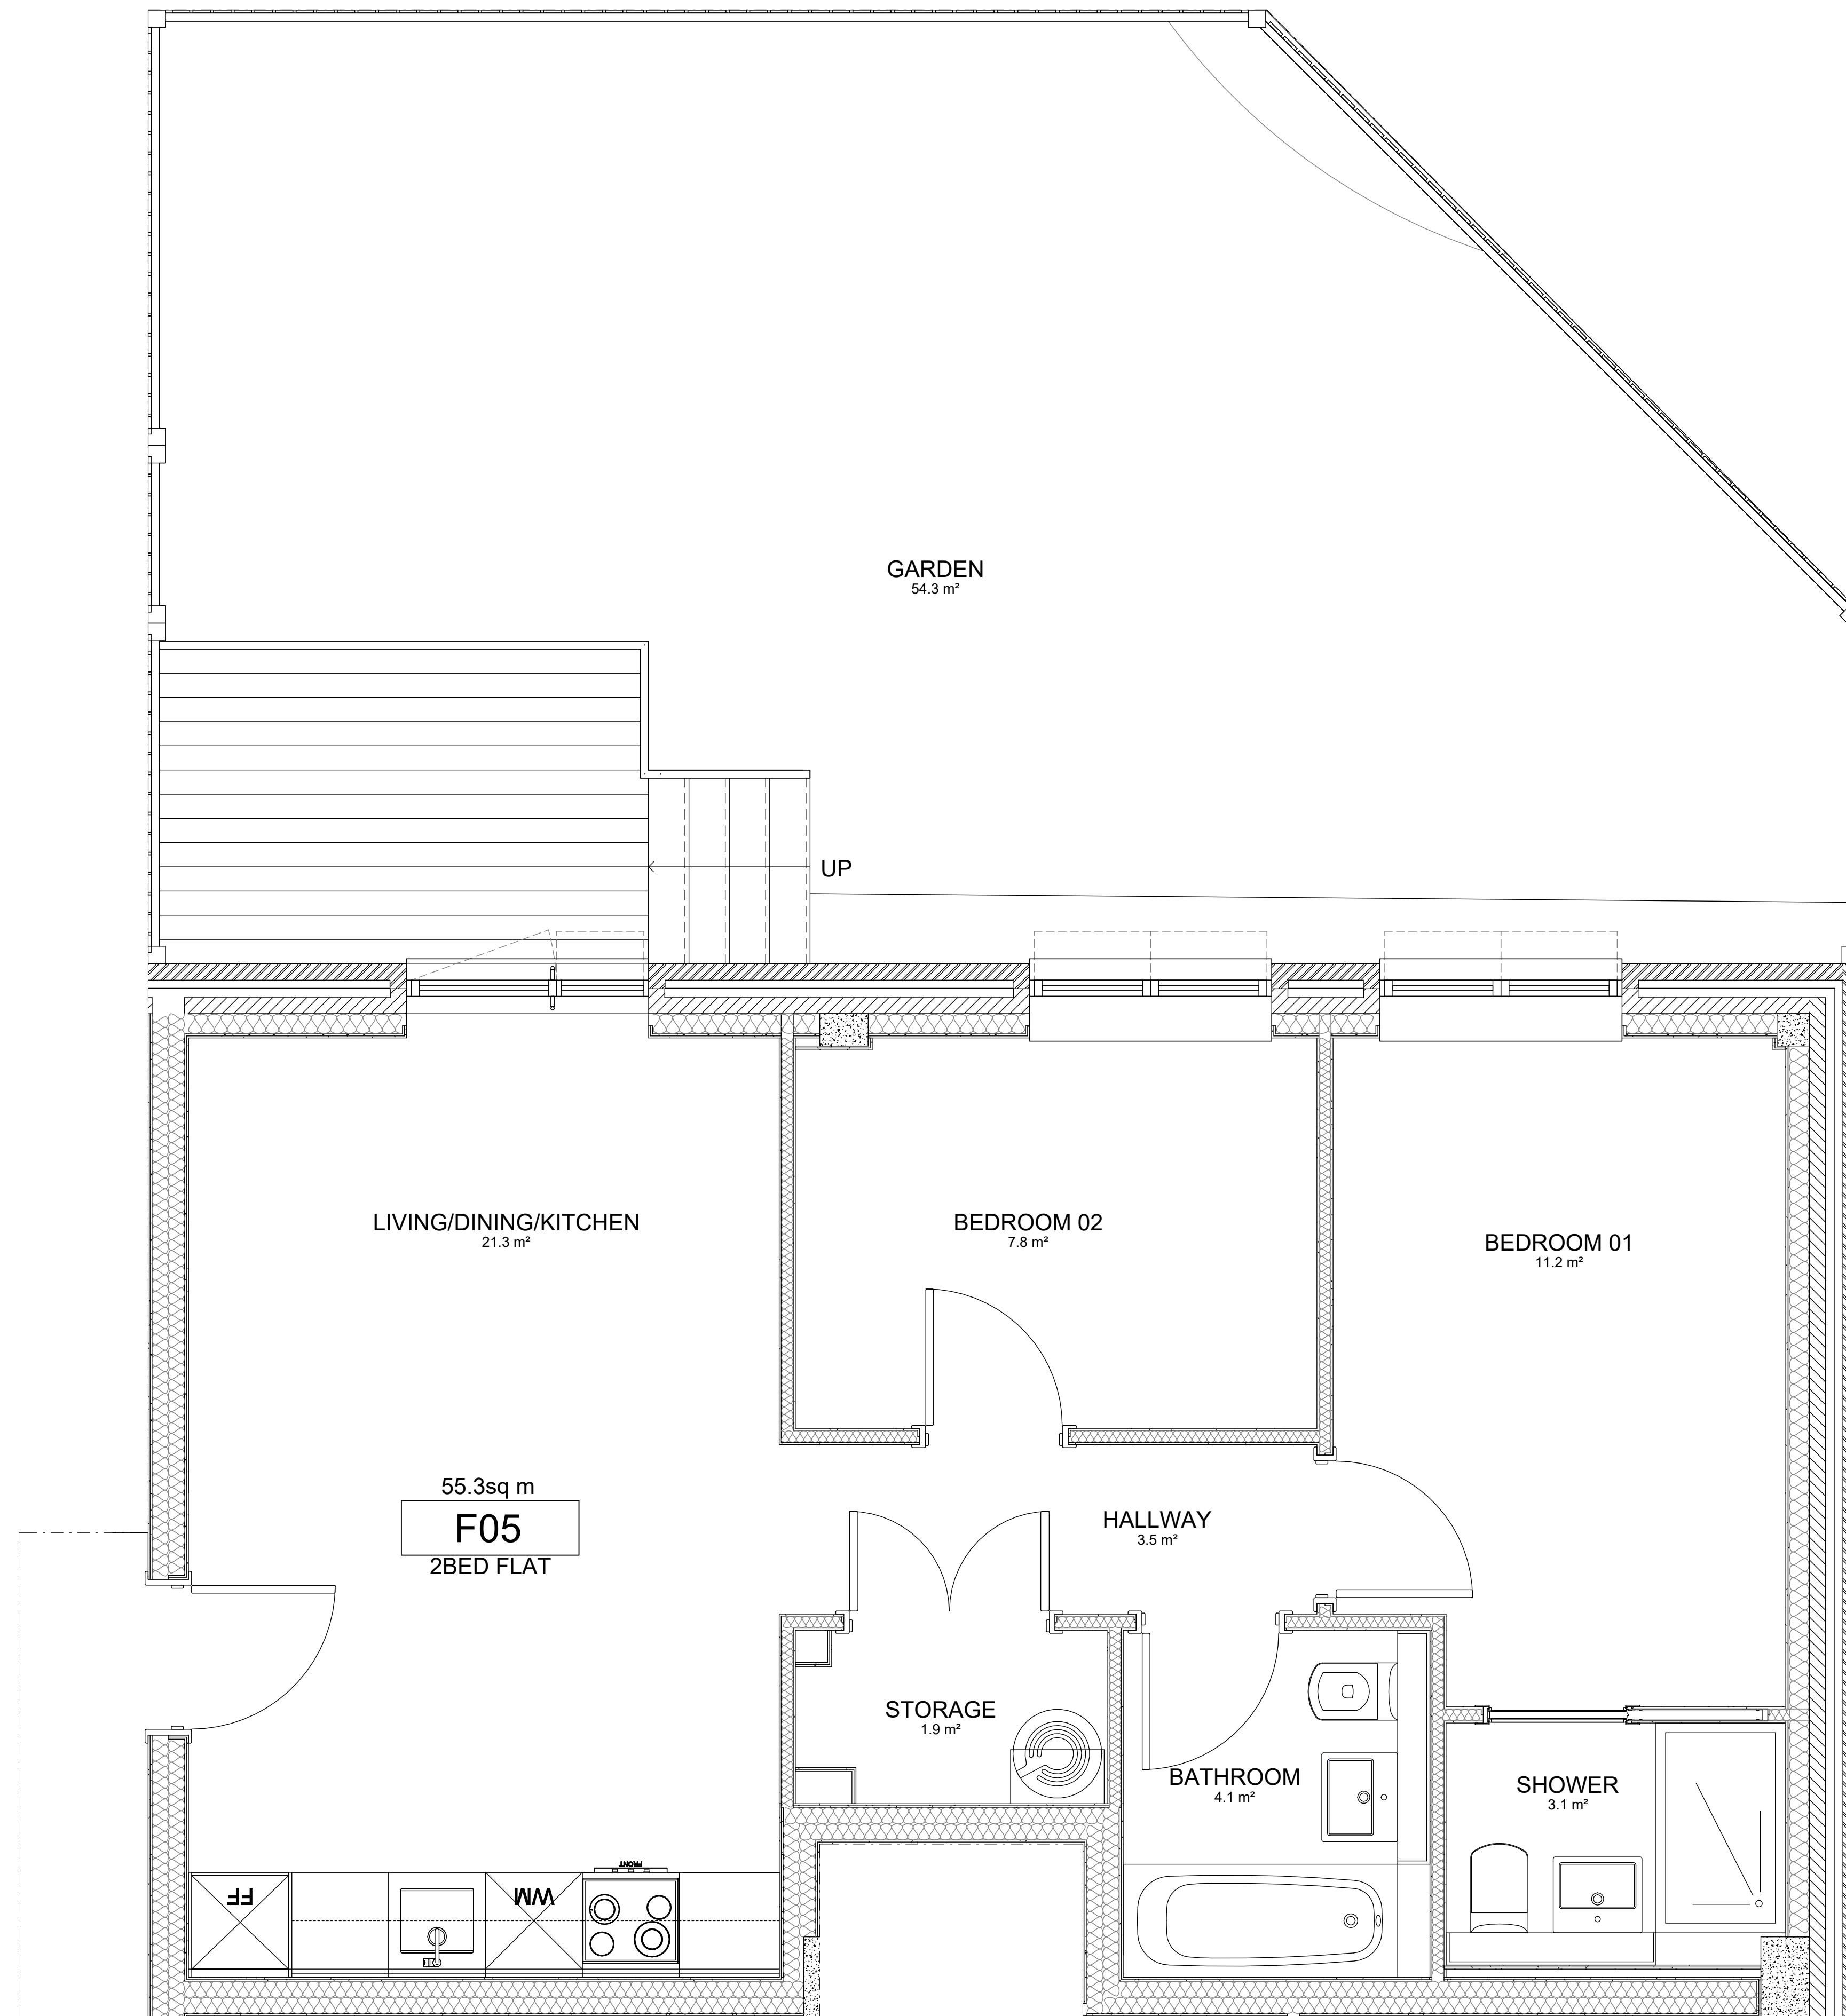 GARDEN
54.3 m²
UP
LIVING/DINING/KITCHEN
21.3 m²
BEDROOM 02
7.8 m²
BEDROOM 01
11.2 m²
55.3sq m
F05
2BED FLAT
HALLWAY
3.5 m²
STORAGE
1.9 m²
BATHROOM
4.1 m²
SHOWER
3.1 m²
FRONT
FF
WM